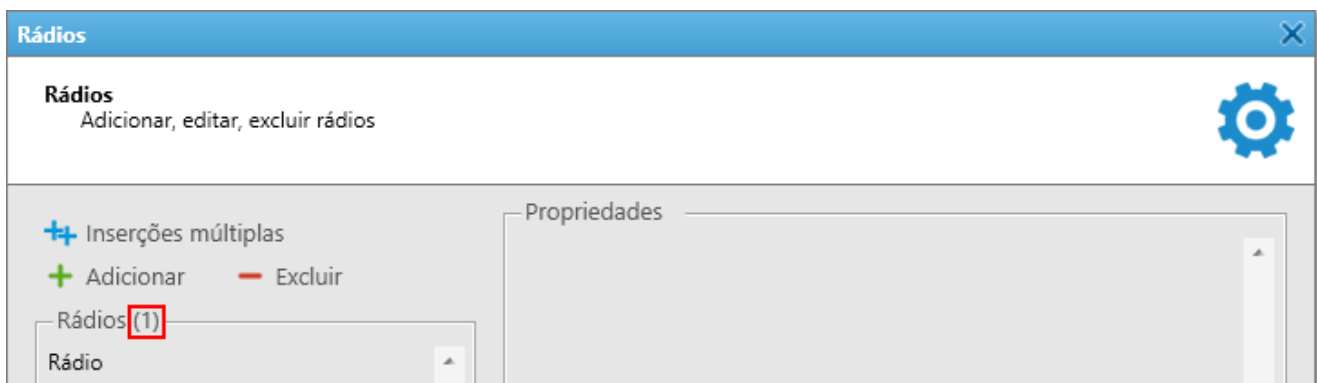 Rádios
Rádios
Adicionar, editar, excluir rádios
Inserções múltiplas
Adicionar Excluir
Rádios (1)
Rádio
Propriedades